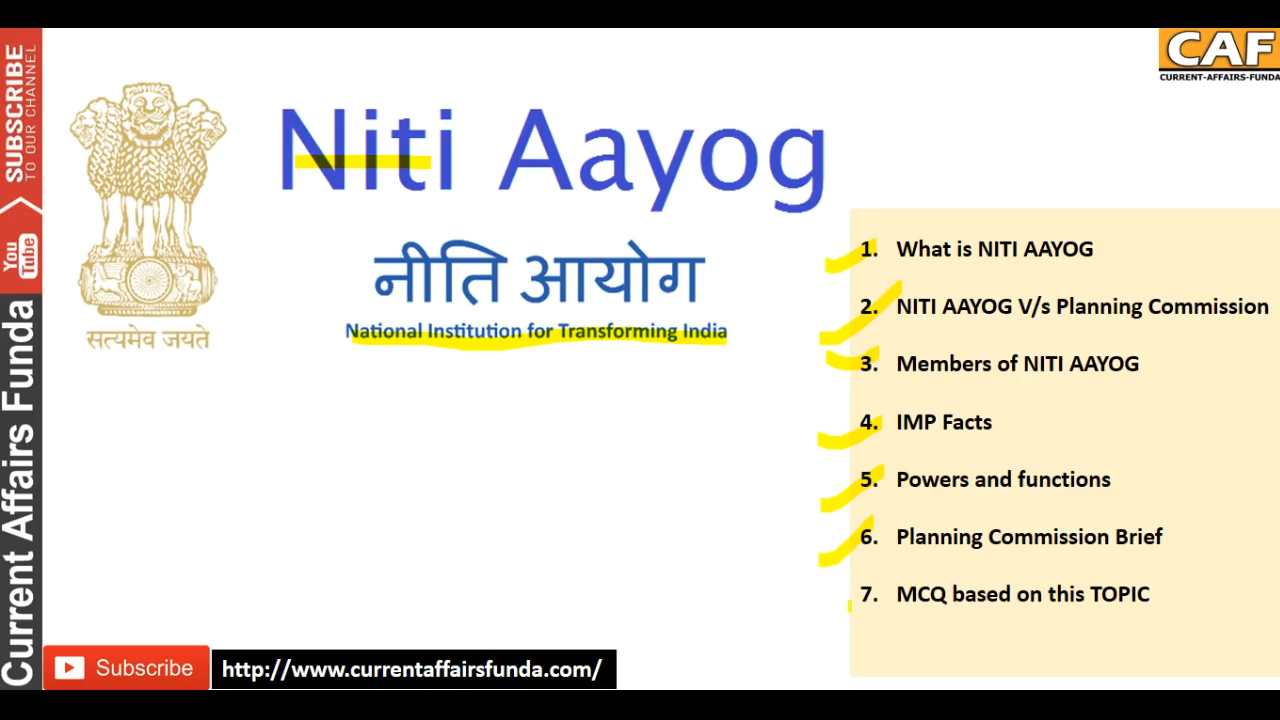 SUBSCRIBE
TO OUR CHANNEL
You
Tube
Current Affairs Funda
CAF
CURRENT-AFFAIRS-FUNDA
सत्यमेव जयते
Niti Aayog
नीति आयोग
National Institution for Transforming India
1. What is NITI AAYOG
2. NITI AAYOG V/s Planning Commission
3. Members of NITI AAYOG
4. IMP Facts
5. Powers and functions
6. Planning Commission Brief
7. MCQ based on this TOPIC
Subscribe
http://www.currentaffairsfunda.com/